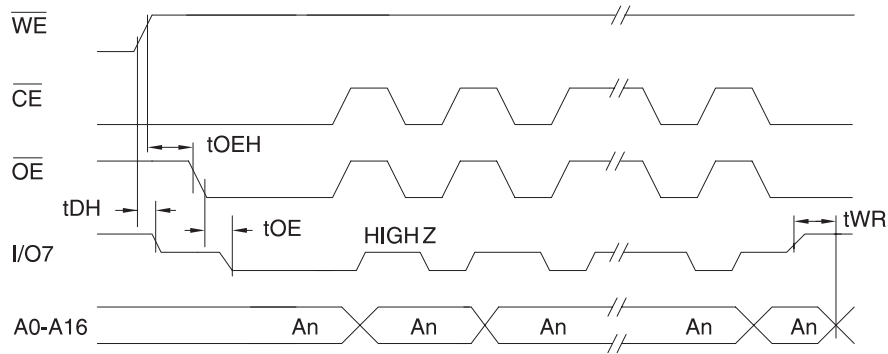 WE
CE
tOEH
OE
tDH
tOE
HIGH Z
tWR
I/O7
A0-A16
An
An
An
An
An